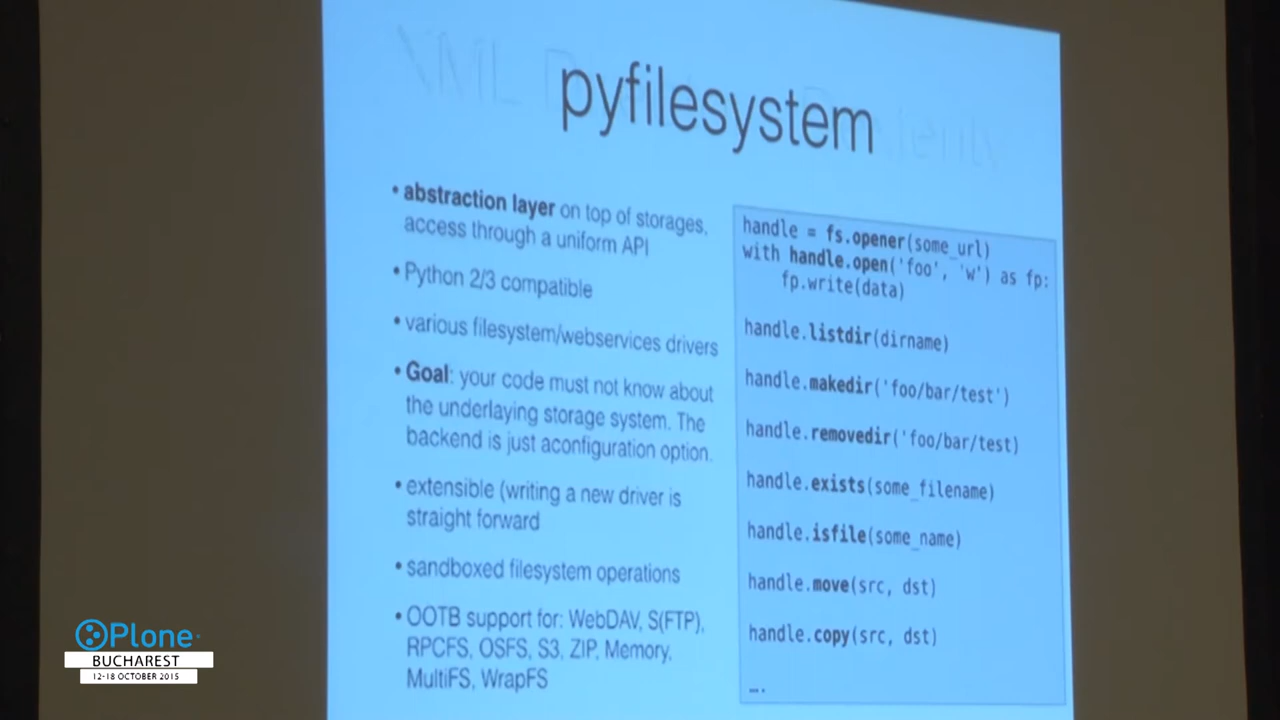 pyfilesystem
• abstraction layer on top of storages,
access through a uniform API
• Python 2/3 compatible
• various filesystem/webservices drivers
• Goal: your code must not know about
the underlaying storage system. The
backend is just aconfiguration option.
• extensible (writing a new driver is
straight forward
• sandboxed filesystem operations
• OOTB support for: WebDAV, S(FTP),
RPCFS, OSFS, S3, ZIP, Memory,
MultiFS, WrapFS
handle = fs.opener(some_url)
with handle.open('foo', 'w') as fp:
fp.write(data)
handle.listdir(dirname)
handle.makedir('foo/bar/test')
handle.removedir('foo/bar/test)
handle.exists(some_filename)
handle.isfile(some_name)
handle.move(src, dst)
handle.copy(src, dst)
….
Plone
BUCHAREST
12-18 OCTOBER 2015